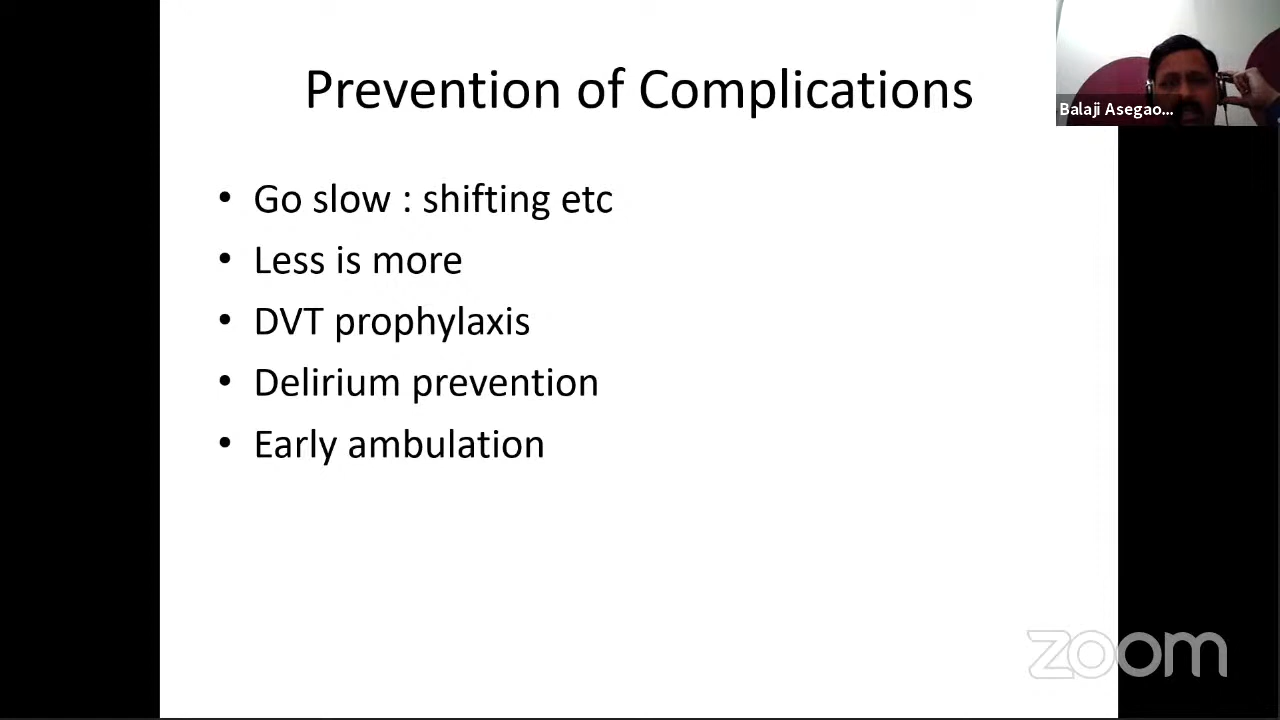 Prevention of Complications
Balaji Asegao...
• Go slow : shifting etc
• Less is more
• DVT prophylaxis
• Delirium prevention
• Early ambulation
zoom